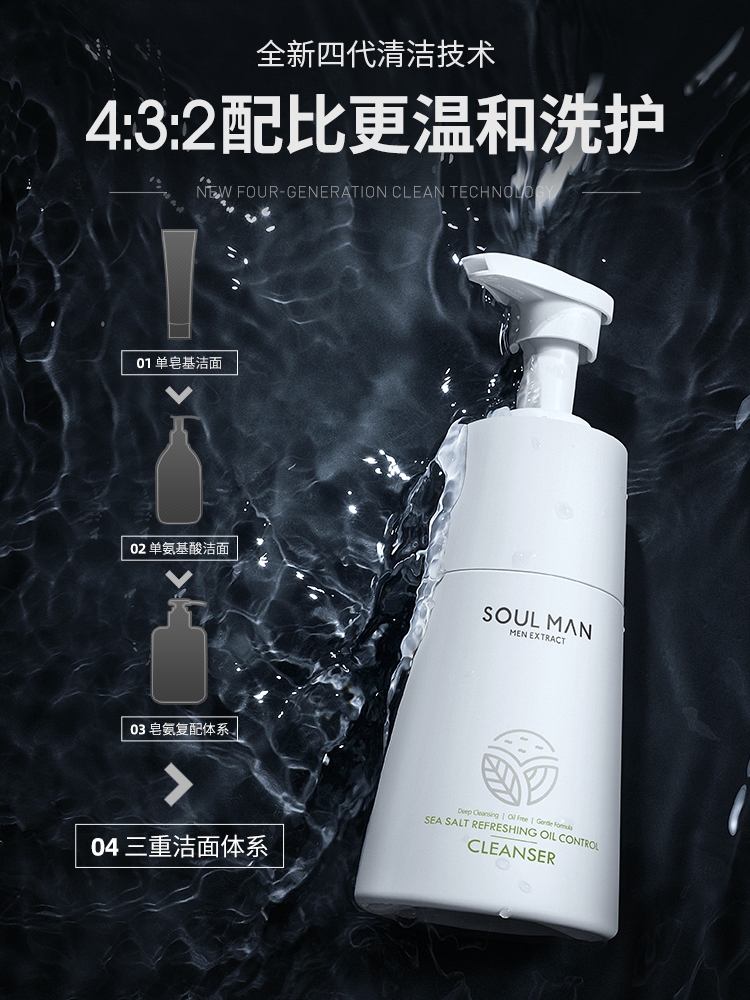 全新四代清洁技术
4:3:2配比更温和洗护
NEW FOUR-GENERATION CLEAN TECHNOLOGY
01 单皂基洁面
02 单氨基酸洁面
03 皂氨复配体系
04 三重洁面体系
SOUL MAN
MEN EXTRACT
Deep Cleansing | Oil Free | Gentle Formula
SEA SALT REFRESHING OIL CONTROL
CLEANSER